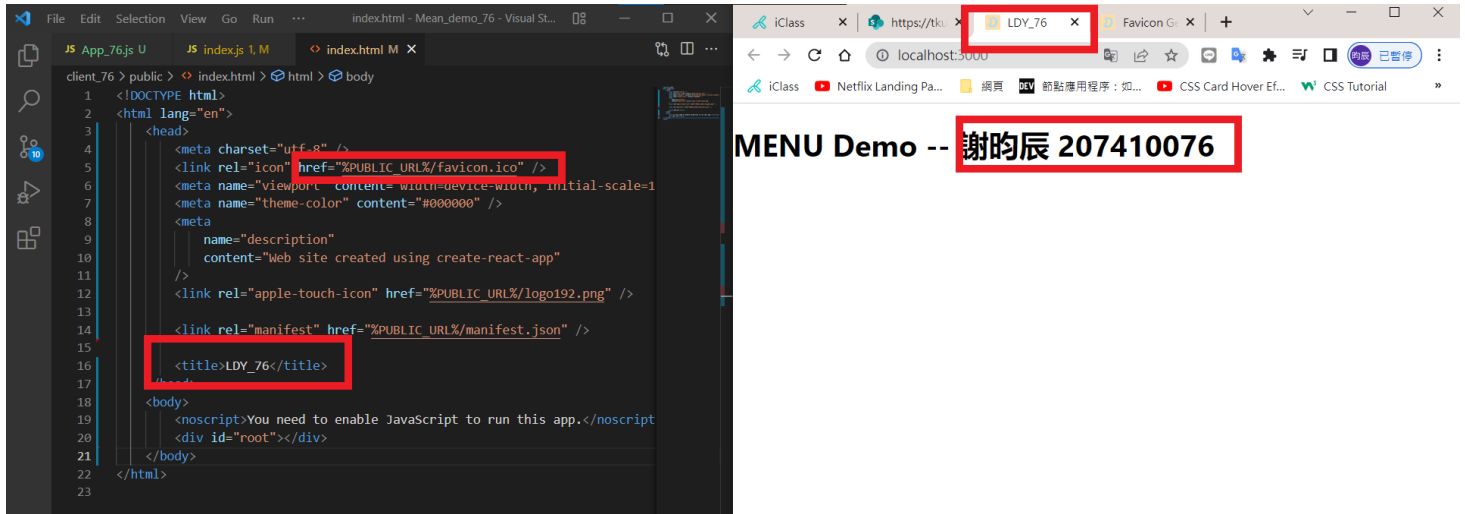 File Edit Selection View Go Run ··· index.html - Mean_demo_76 - Visual St...
JS App_76.js U JS index.js 1, M <> index.html M ×
client_76 > public > <> index.html > html > body
1 <!DOCTYPE html>
2 <html lang="en">
3 <head>
4 <meta charset="utf-8" />
5 <link rel="icon" href="%PUBLIC_URL%/favicon.ico" />
6 <meta name="viewport" content="width=device-width, initial-scale=1
7 <meta name="theme-color" content="#000000" />
8 <meta
9 name="description"
10 content="Web site created using create-react-app"
11 />
12 <link rel="apple-touch-icon" href="%PUBLIC_URL%/logo192.png" />
13
14 <link rel="manifest" href="%PUBLIC_URL%/manifest.json" />
15
16 <title>LDY_76</title>
17 </head>
18 <body>
19 <noscript>You need to enable JavaScript to run this app.</noscript
20 <div id="root"></div>
21 </body>
22 </html>
23
10
iClass × https://tku × LDY_76 × Favicon Ge × +
localhost:3000 昀辰 已暫停
iClass Netflix Landing Pa... 網頁 DEV 節點應用程序：如... CSS Card Hover Ef... CSS Tutorial »
MENU Demo -- 謝昀辰 207410076